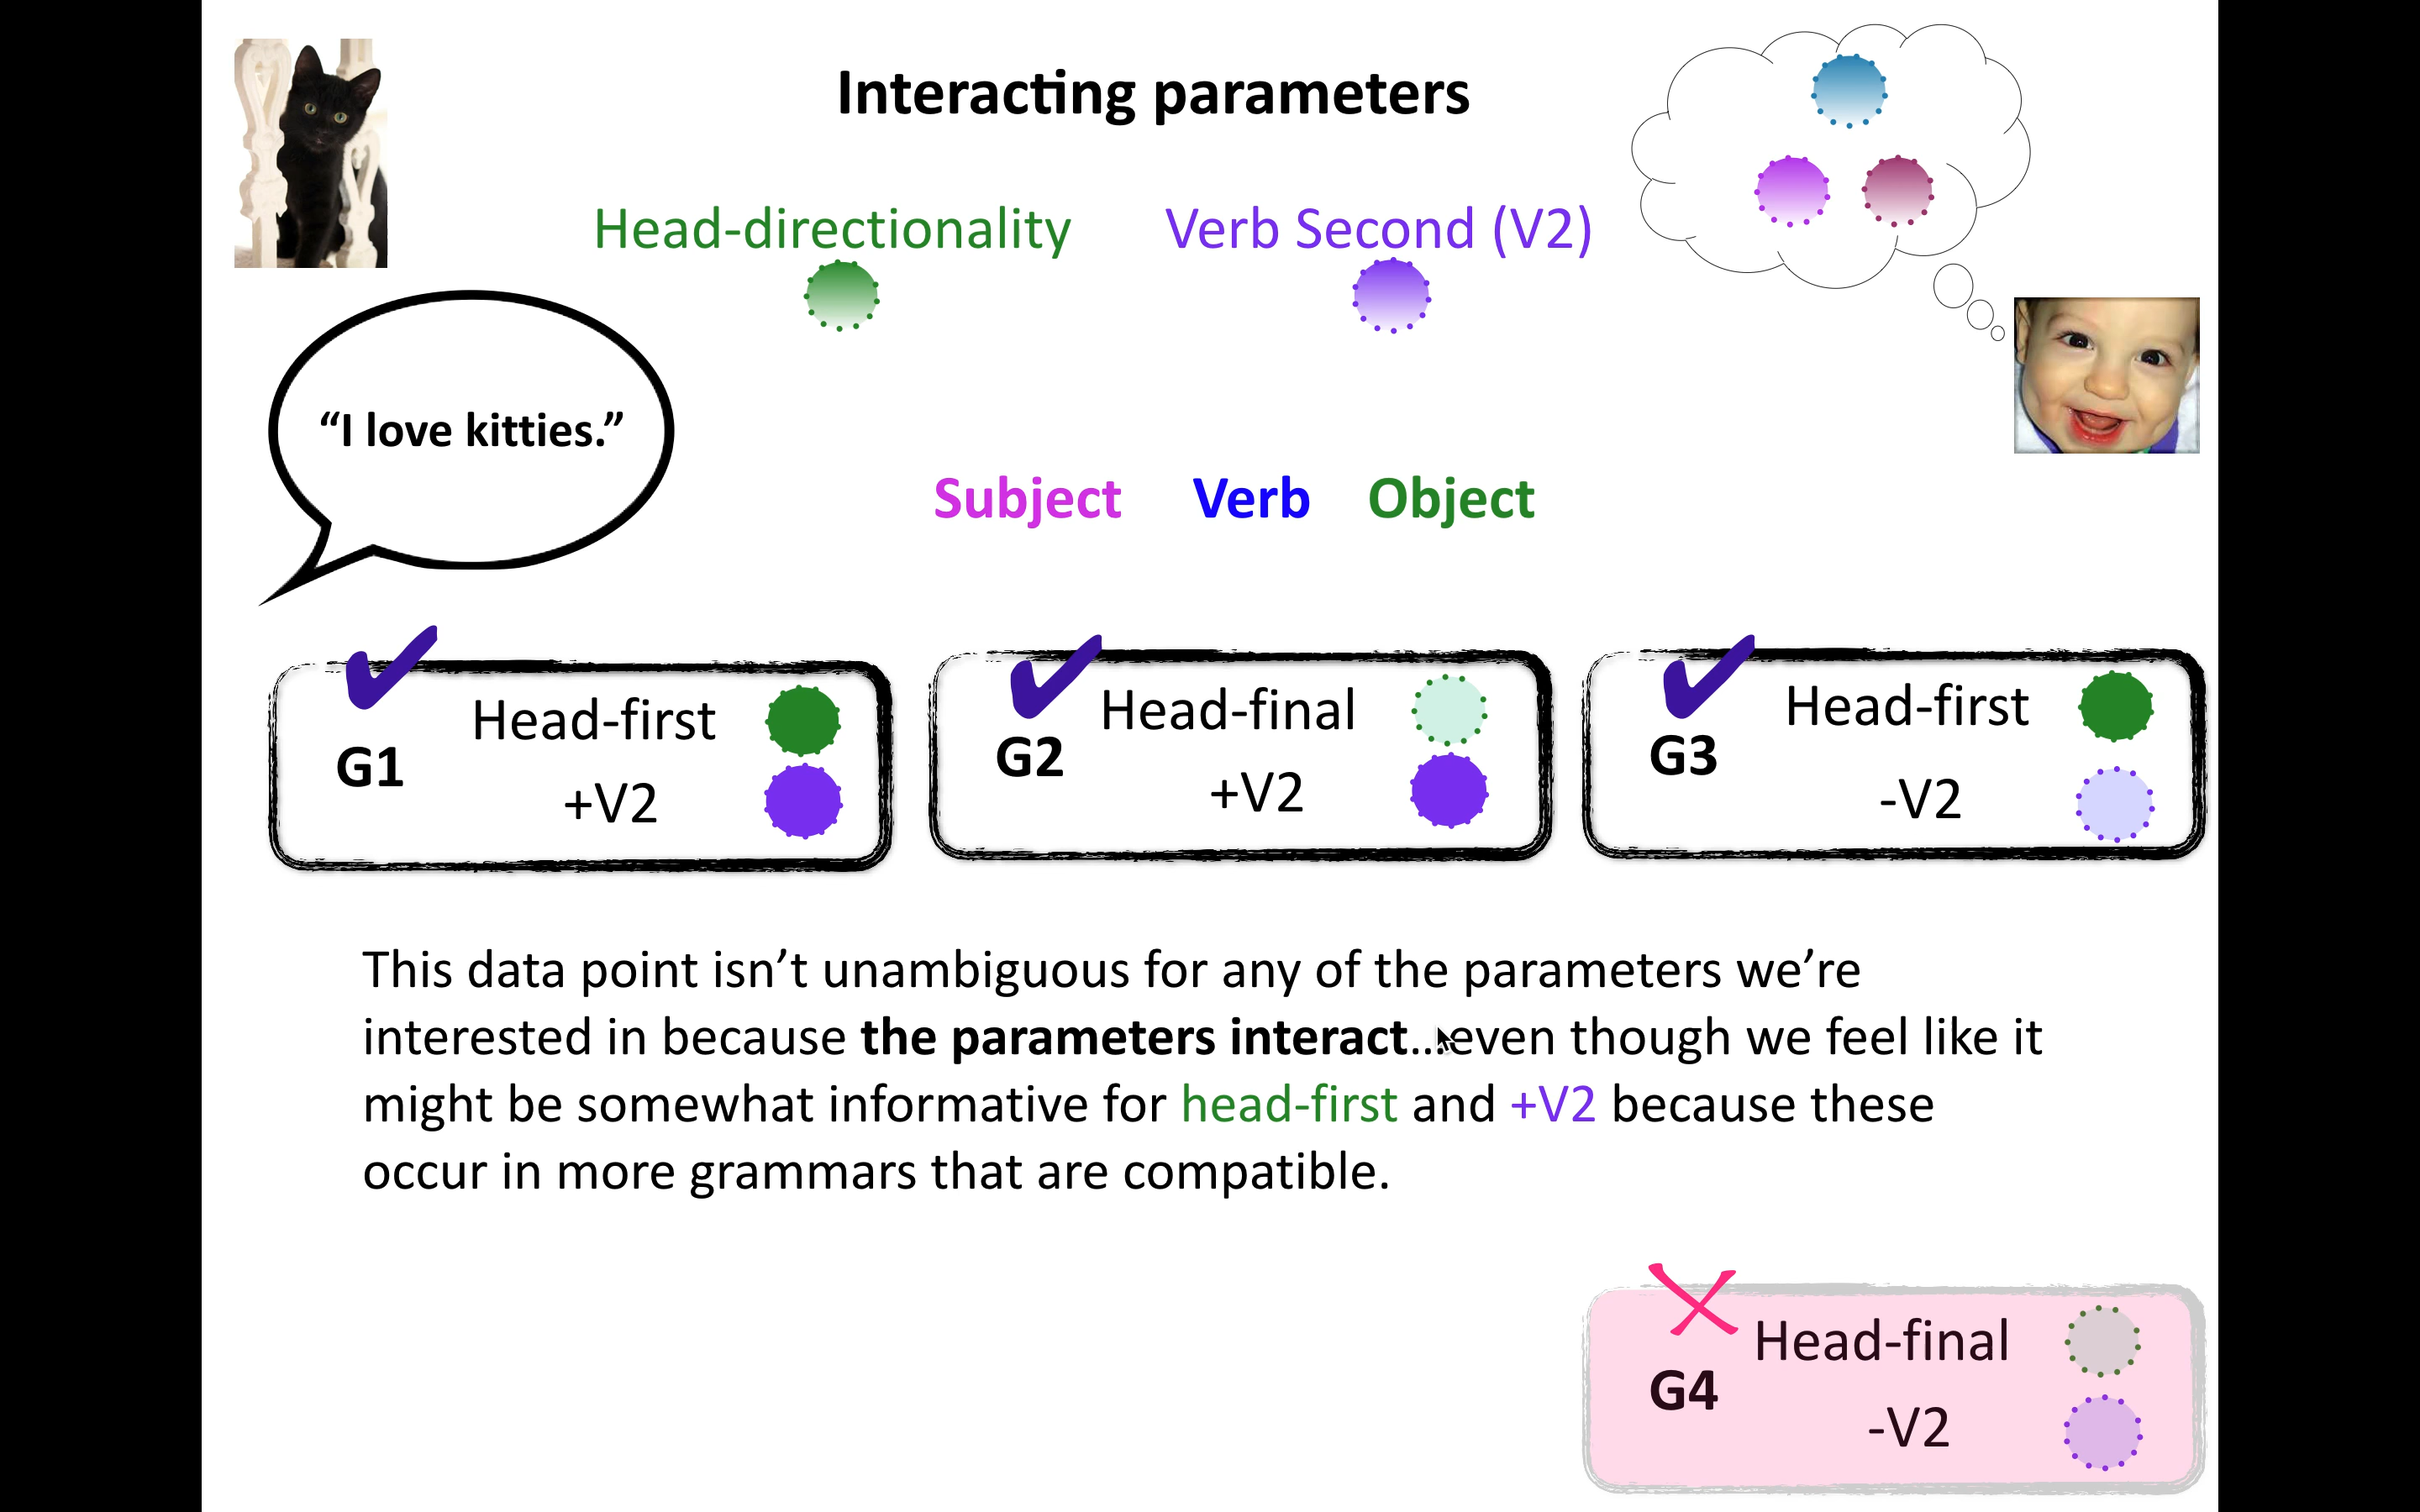 Interacting parameters
Head-directionality
Verb Second (V2)
“I love kitties.”
Subject Verb Object
G1
Head-first
+V2
G2
Head-final
+V2
G3
Head-first
-V2
This data point isn’t unambiguous for any of the parameters we’re
interested in because the parameters interact…even though we feel like it
might be somewhat informative for head-first and +V2 because these
occur in more grammars that are compatible.
G4
Head-final
-V2